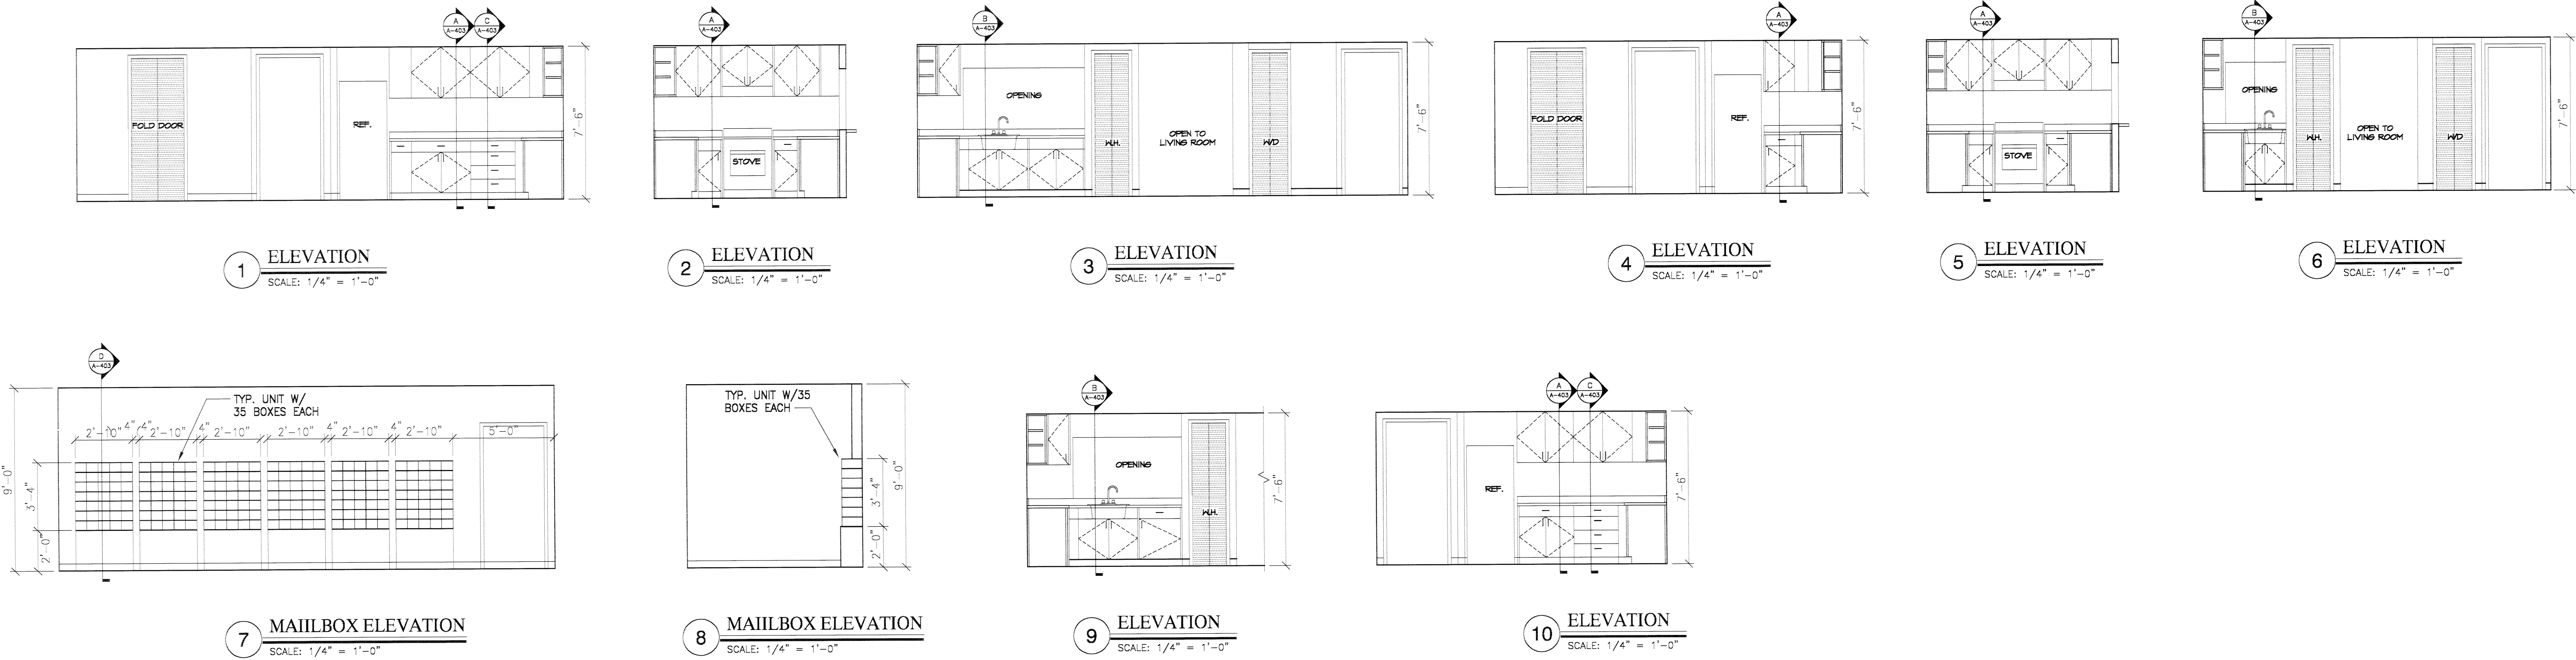 A
A-403
C
A-403
FOLD DOOR
REF.
7'-6"
1
ELEVATION
SCALE: 1/4" = 1'-0"
A
A-403
STOVE
2
ELEVATION
SCALE: 1/4" = 1'-0"
B
A-403
OPENING
W.H.
OPEN TO
LIVING ROOM
W/D
7'-6"
3
ELEVATION
SCALE: 1/4" = 1'-0"
A
A-403
FOLD DOOR
REF.
7'-6"
4
ELEVATION
SCALE: 1/4" = 1'-0"
A
A-403
STOVE
5
ELEVATION
SCALE: 1/4" = 1'-0"
B
A-403
OPENING
W.H.
OPEN TO
LIVING ROOM
W/D
7'-6"
6
ELEVATION
SCALE: 1/4" = 1'-0"
D
A-403
TYP. UNIT W/
35 BOXES EACH
2'-10" 4" 4" 2'-10" 4" 2'-10" 4" 2'-10" 4" 2'-10" 4" 2'-10" 5'-0"
9'-0"
3'-4"
2'-0"
7
MAIILBOX ELEVATION
SCALE: 1/4" = 1'-0"
TYP. UNIT W/35
BOXES EACH
9'-0"
3'-4"
2'-0"
8
MAIILBOX ELEVATION
SCALE: 1/4" = 1'-0"
B
A-403
OPENING
W.H.
7'-6"
9
ELEVATION
SCALE: 1/4" = 1'-0"
A
A-403
C
A-403
REF.
7'-6"
10
ELEVATION
SCALE: 1/4" = 1'-0"